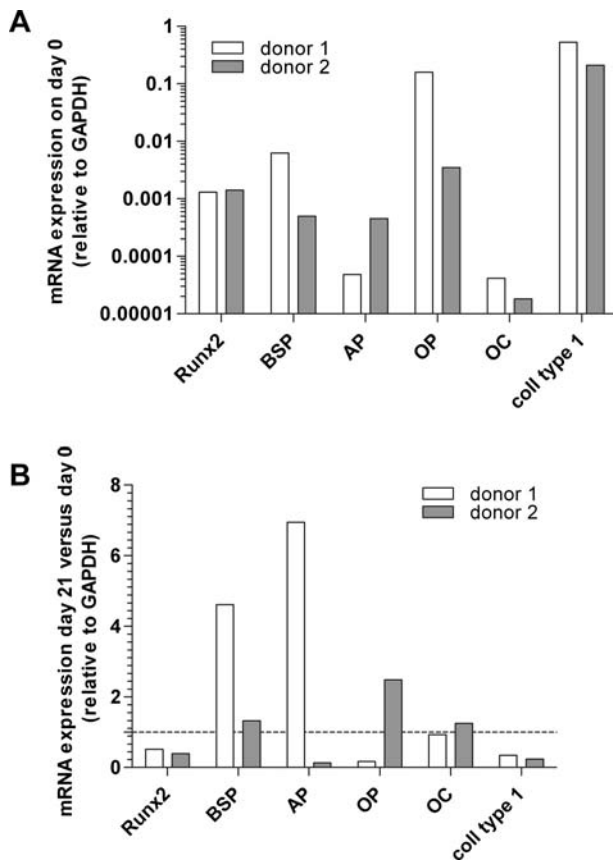 A
mRNA expression on day 0
(relative to GAPDH)
1
0.1
0.01
0.001
0.0001
0.00001
donor 1
donor 2
Runx2
BSP
AP
OP
OC
coll type 1
B
mRNA expression day 21 versus day 0
(relative to GAPDH)
8
6
4
2
0
donor 1
donor 2
Runx2
BSP
AP
OP
OC
coll type 1